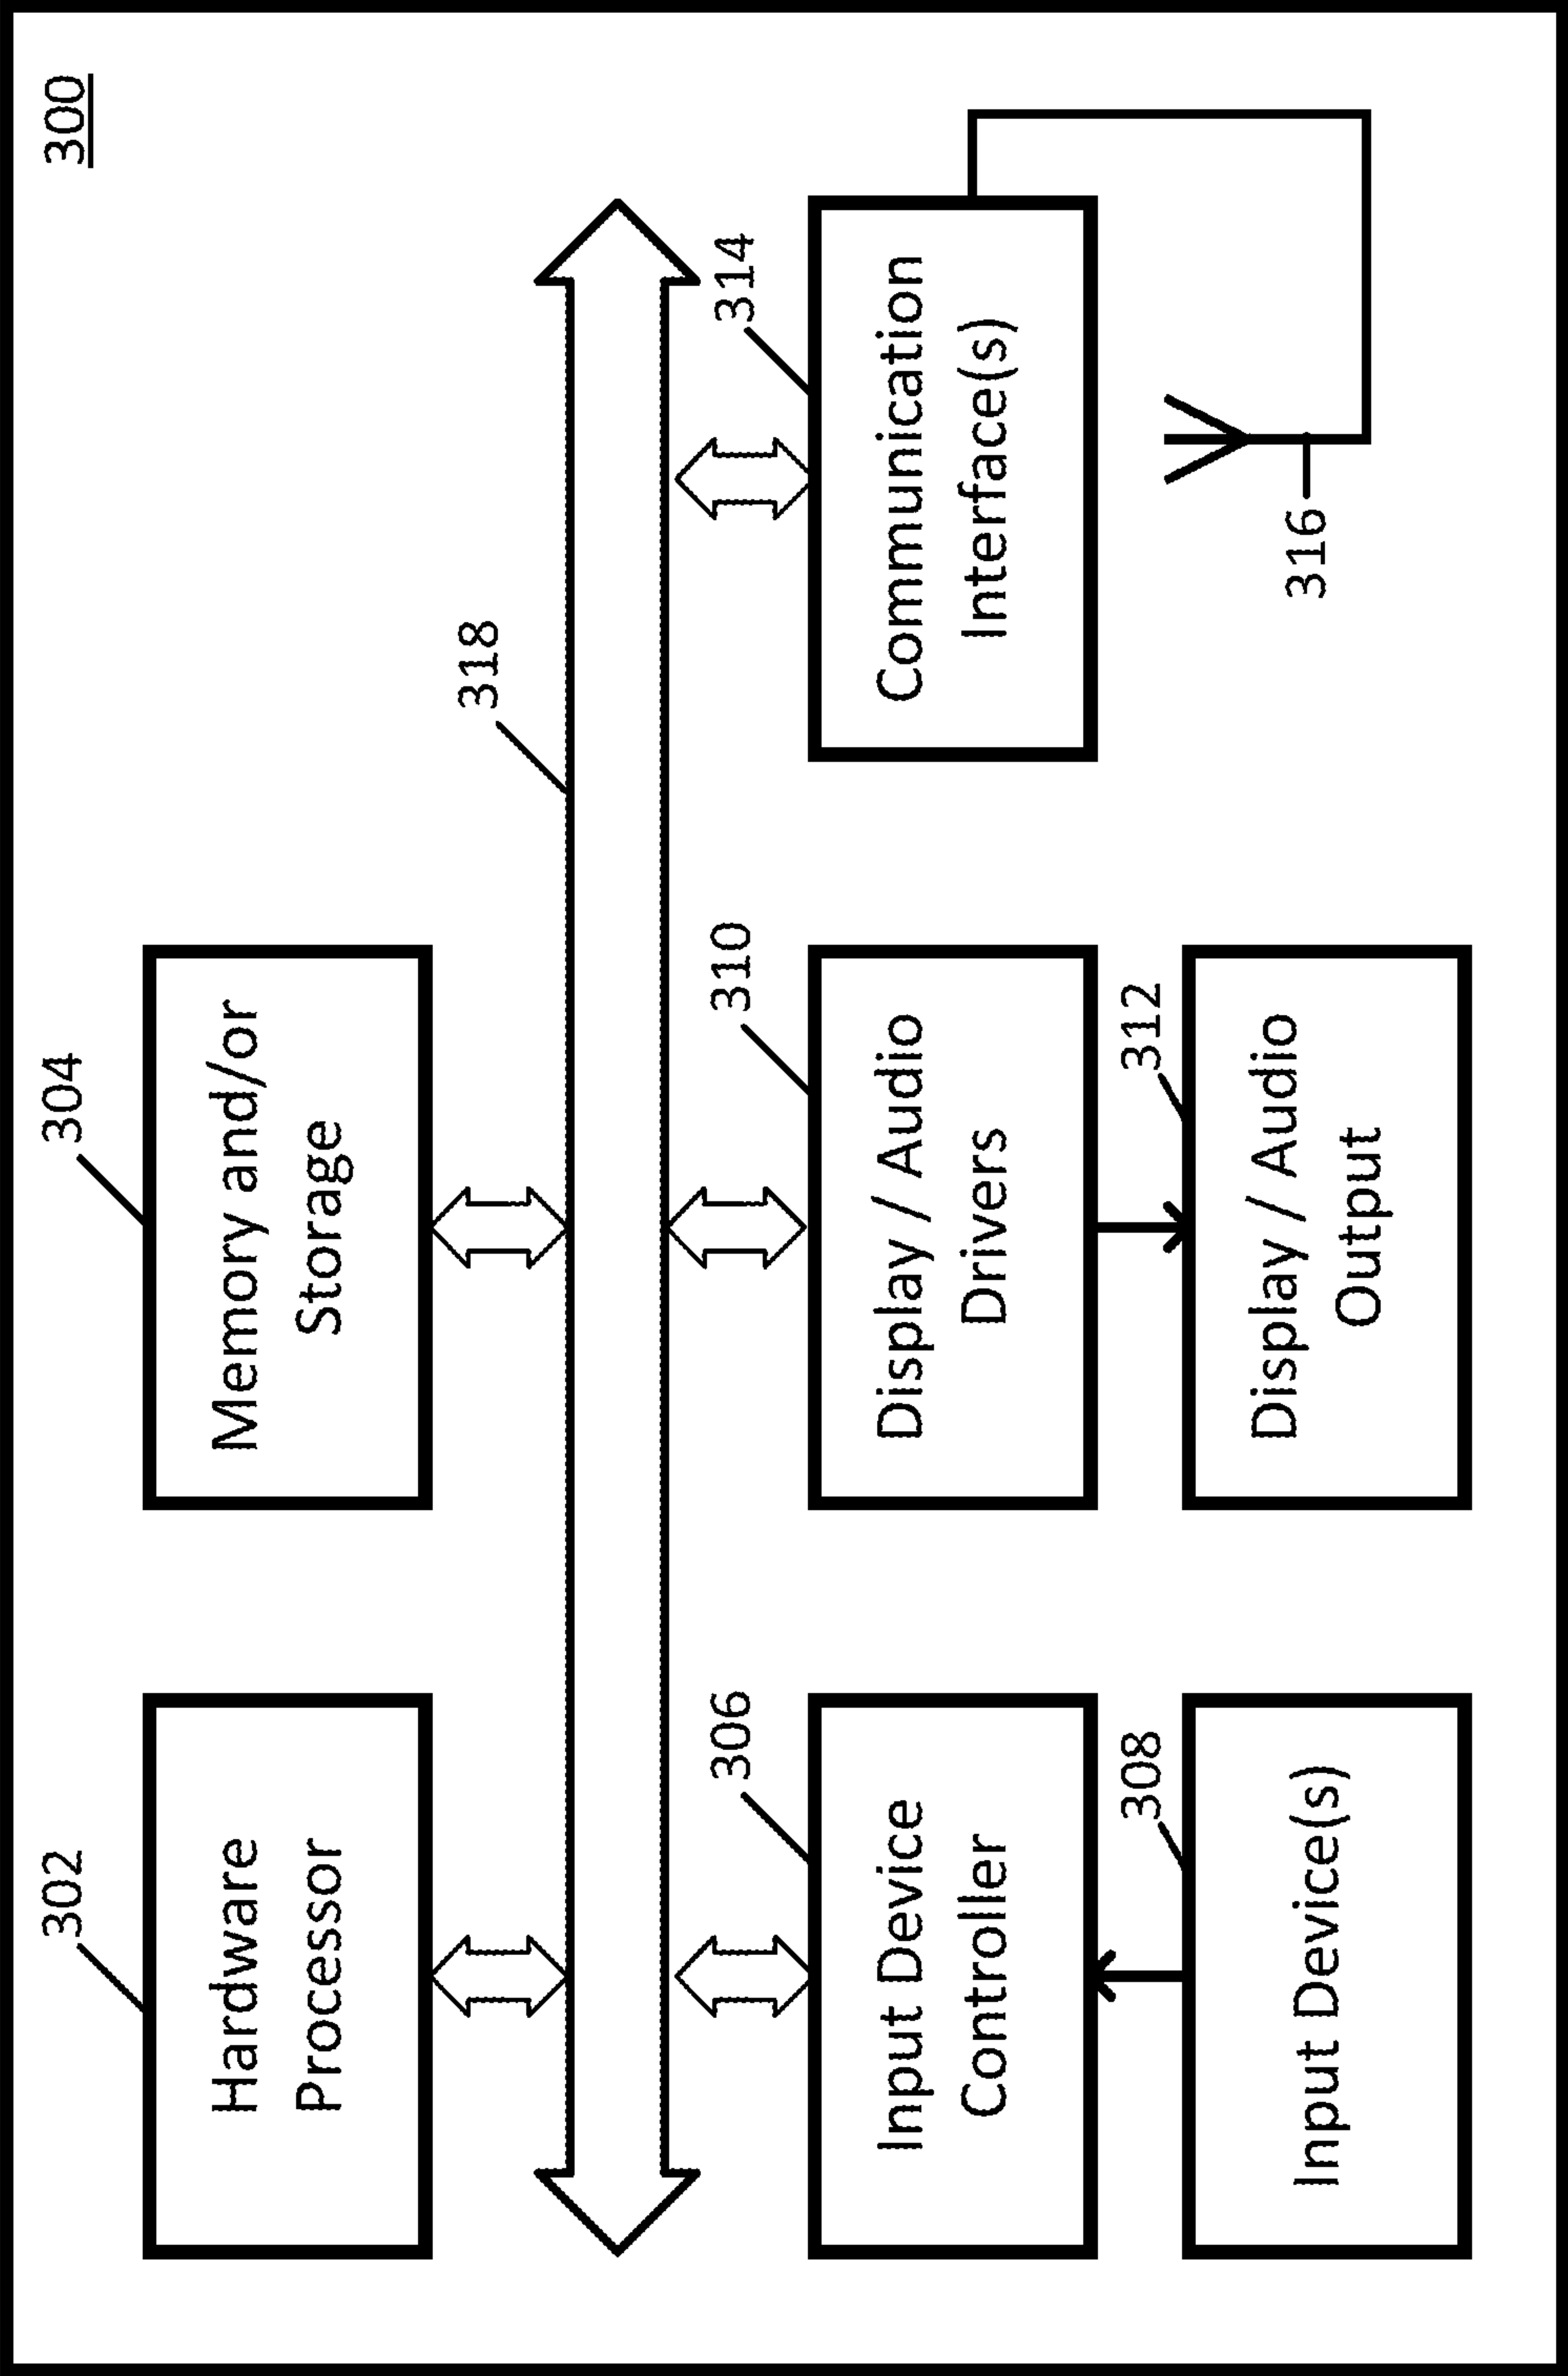 300
302
Hardware
Processor
304
Memory and/or
Storage
318
306
Input Device
Controller
310
Display / Audio
Drivers
314
Communication
Interface(s)
308
Input Device(s)
312
Display / Audio
Output
316